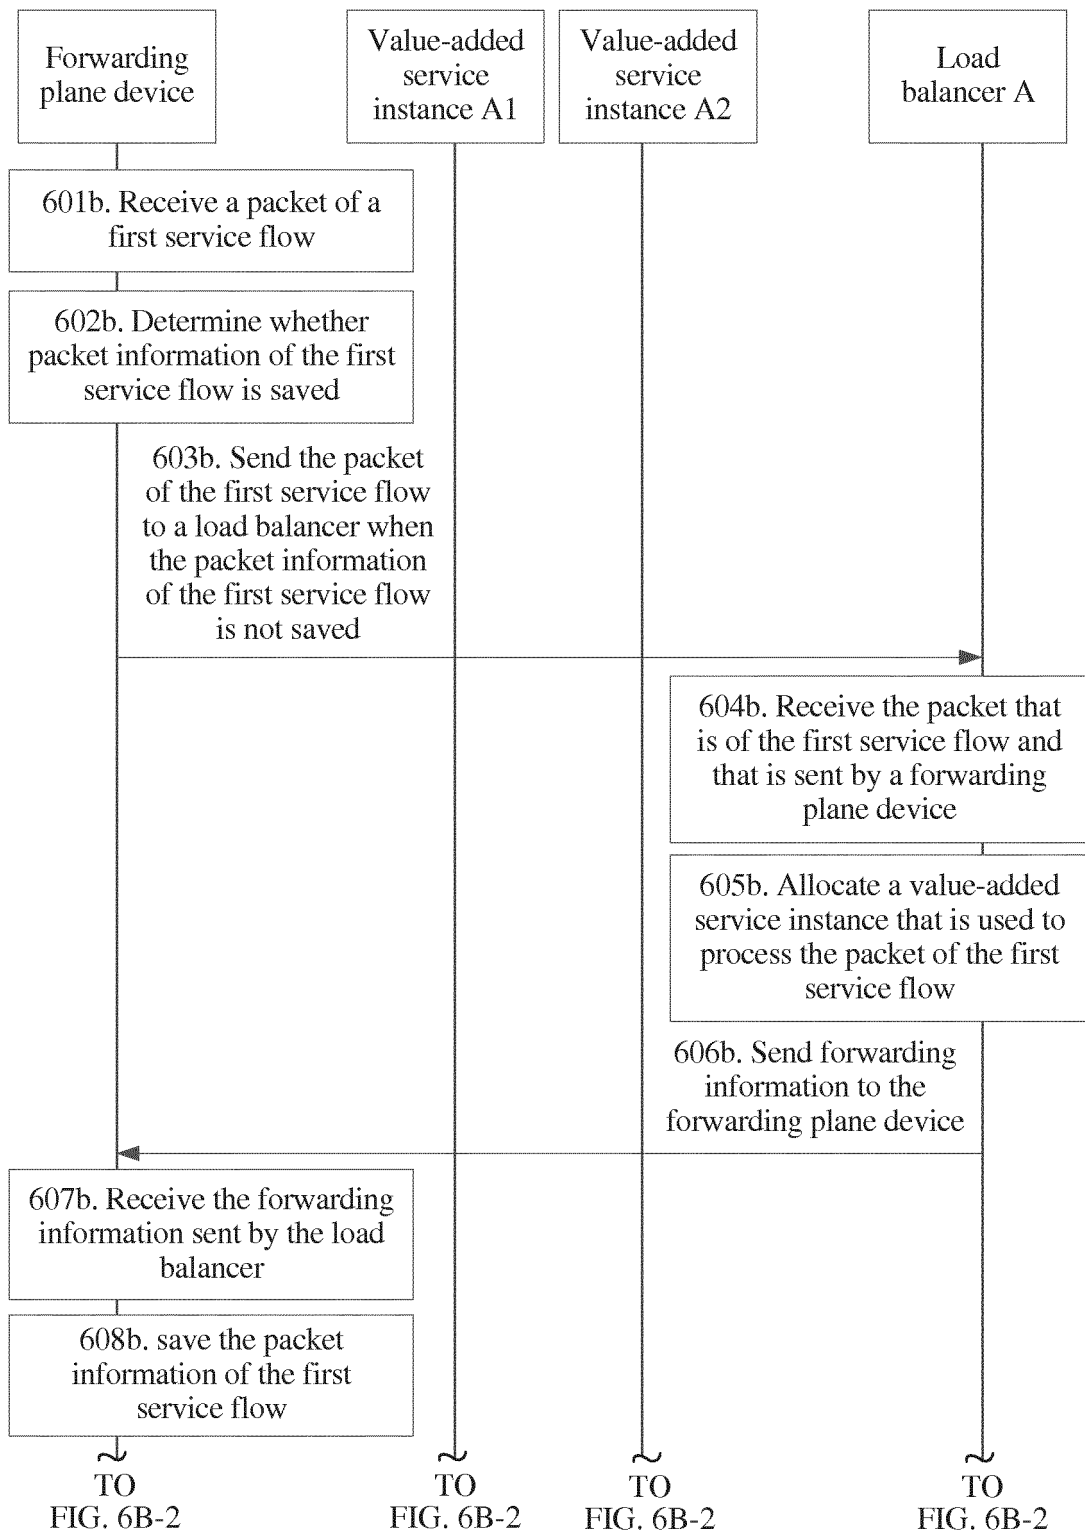 Forwarding
plane device
Value-added
service
instance A1
Value-added
service
instance A2
Load
balancer A
601b. Receive a packet of a
first service flow
602b. Determine whether
packet information of the first
service flow is saved
603b. Send the packet
of the first service flow
to a load balancer when
the packet information
of the first service flow
is not saved
604b. Receive the packet that
is of the first service flow and
that is sent by a forwarding
plane device
605b. Allocate a value-added
service instance that is used to
process the packet of the first
service flow
606b. Send forwarding
information to the
forwarding plane device
607b. Receive the forwarding
information sent by the load
balancer
608b. save the packet
information of the first
service flow
TO
FIG. 6B-2
TO
FIG. 6B-2
TO
FIG. 6B-2
TO
FIG. 6B-2